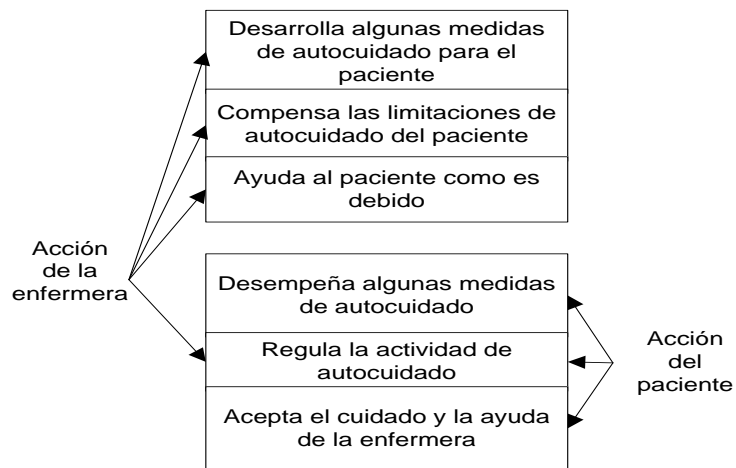 Desarrolla algunas medidas
de autocuidado para el
paciente
Compensa las limitaciones de
autocuidado del paciente
Ayuda al paciente como es
debido
Acción
de la
enfermera
Desempeña algunas medidas
de autocuidado
Regula la actividad de
autocuidado
Acepta el cuidado y la ayuda
de la enfermera
Acción
del
paciente